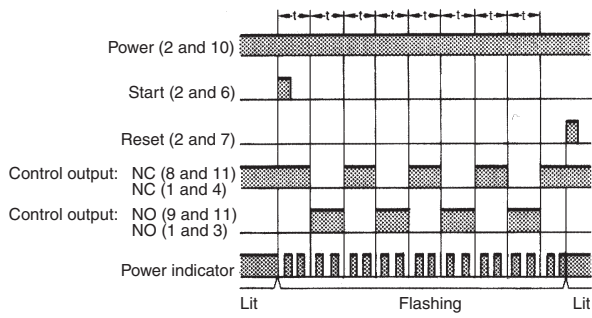 t t t t t t t t
Power (2 and 10)
Start (2 and 6)
Reset (2 and 7)
Control output: NC (8 and 11)
NC (1 and 4)
Control output: NO (9 and 11)
NO (1 and 3)
Power indicator
Lit Flashing Lit